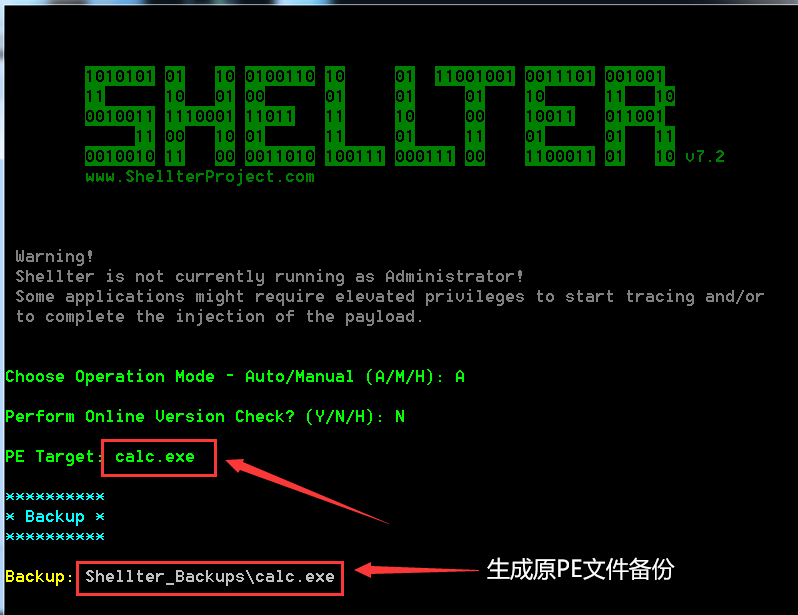 1010101 01 10 0100110 10 01 11001001 0011101 001001
11 10 01 00 01 01 01 10 11 10
0010011 1110001 11011 11 10 00 10011 011001
11 00 10 01 11 01 11 01 01 11
0010010 11 00 0011010 100111 000111 00 1100011 01 10 v7.2
www.ShellterProject.com
Warning!
Shellter is not currently running as Administrator!
Some applications might require elevated privileges to start tracing and/or
to complete the injection of the payload.
Choose Operation Mode - Auto/Manual (A/M/H): A
Perform Online Version Check? (Y/N/H): N
PE Target: calc.exe
**********
* Backup *
**********
Backup: Shellter_Backups\calc.exe
生成原PE文件备份